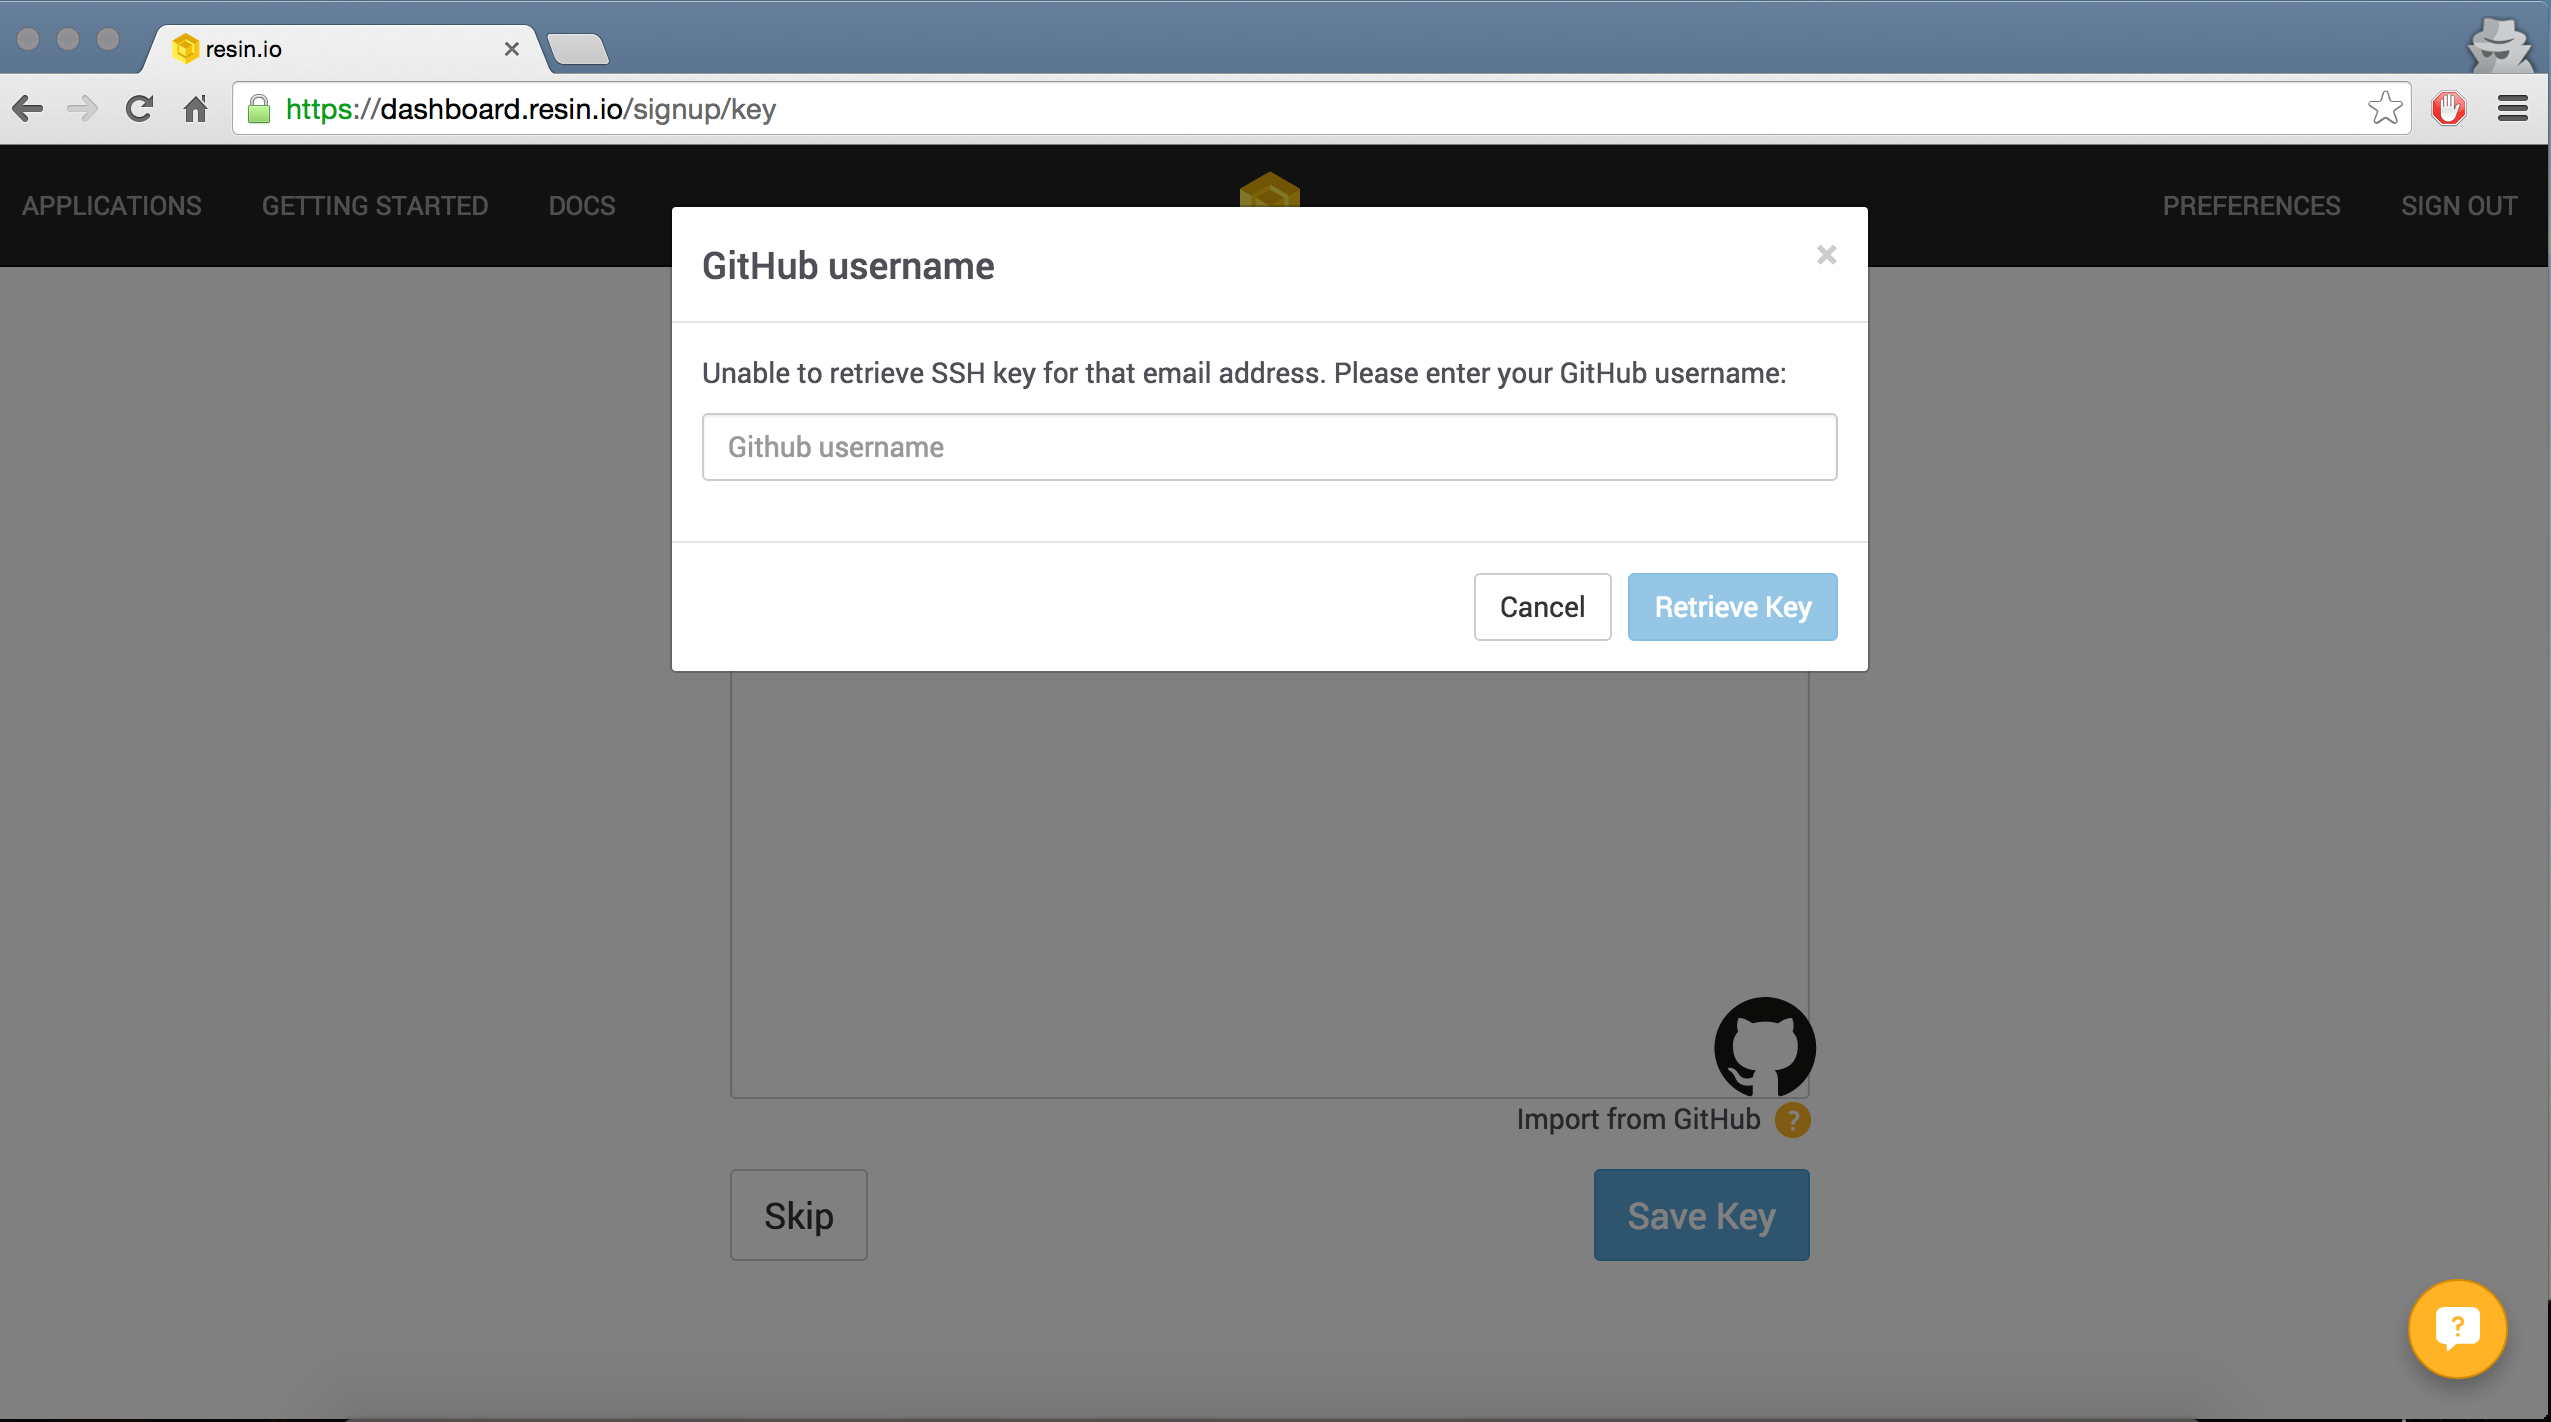 resin.io
https://dashboard.resin.io/signup/key
APPLICATIONS GETTING STARTED DOCS PREFERENCES SIGN OUT
GitHub username
Unable to retrieve SSH key for that email address. Please enter your GitHub username:
Github username
Cancel Retrieve Key
Import from GitHub ?
Skip Save Key
?